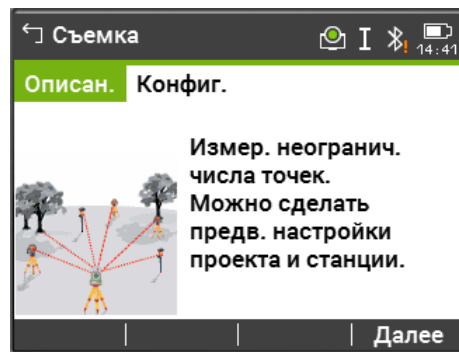 Съемка
I
14:41
Описан. Конфиг.
Измер. неогранич.
числа точек.
Можно сделать
предв. настройки
проекта и станции.
Далее